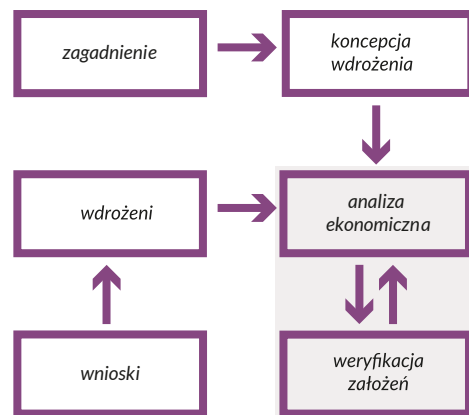 zagadnienie
koncepcja
wdrożenia
wdrożeni
analiza
ekonomiczna
wnioski
weryfikacja
założeń